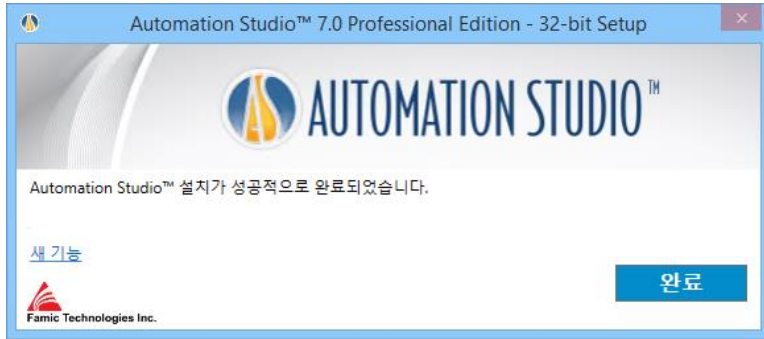 Automation Studio™ 7.0 Professional Edition - 32-bit Setup
AUTOMATION STUDIO™
Automation Studio™ 설치가 성공적으로 완료되었습니다.
새 기능
완료
Famic Technologies Inc.